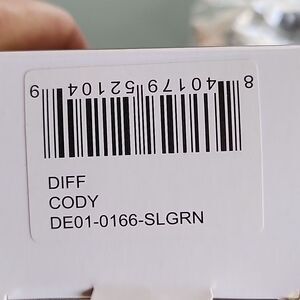 8 40179 52104 9
DIFF
CODY
DE01-0166-SLGRN